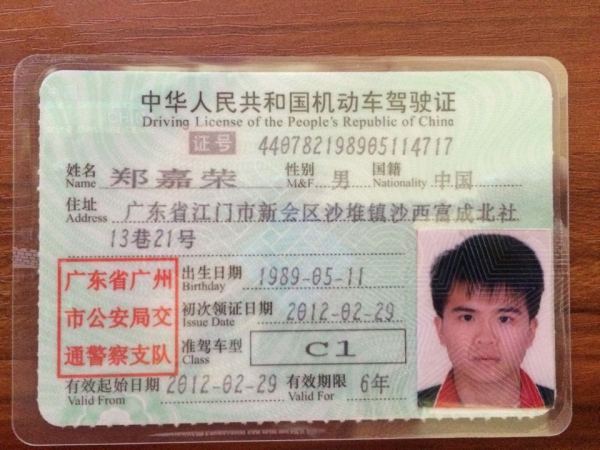 中华人民共和国机动车驾驶证
Driving License of the People's Republic of China
证号 440782198905114717
姓名 Name 郑嘉荣 性别 M&F 男 国籍 Nationality 中国
住址 Address 广东省江门市新会区沙堆镇沙西富成北社
13巷21号
广东省广州
市公安局交
通警察支队
出生日期 Birthday 1989-05-11
初次领证日期 Issue Date 2012-02-29
准驾车型 Class C1
有效起始日期 Valid From 2012-02-29 有效期限 Valid For 6年